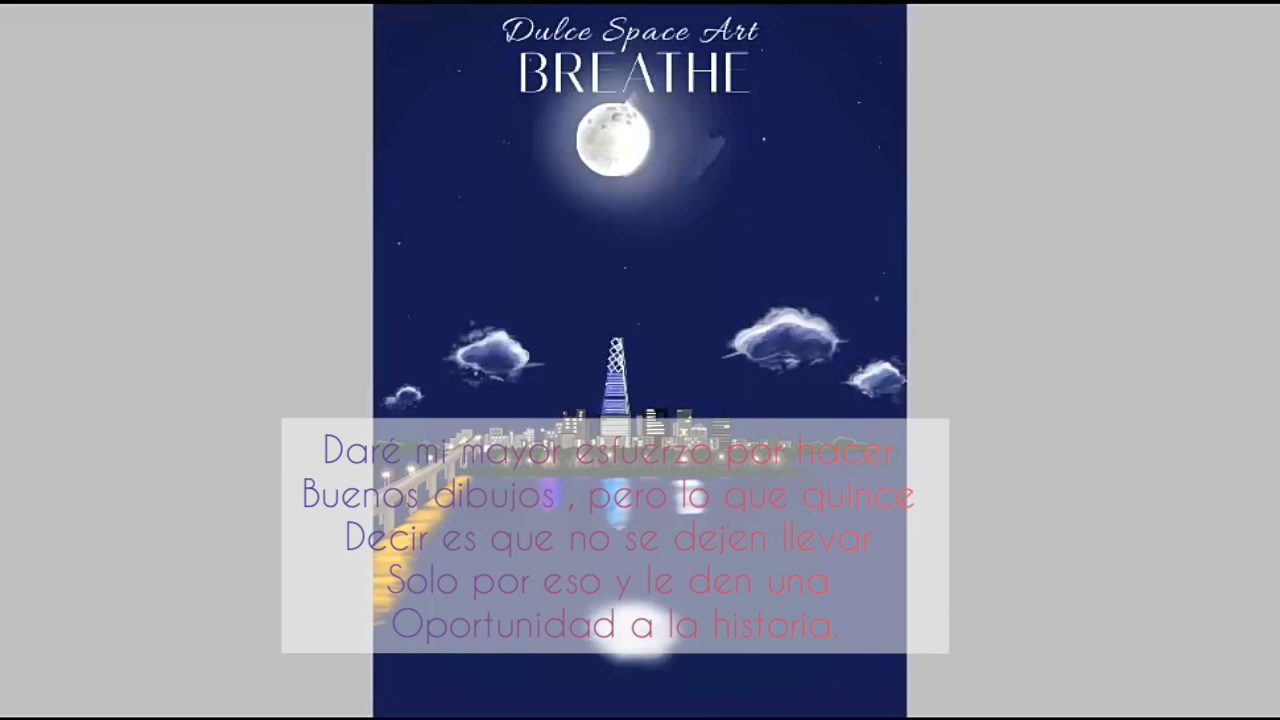 Dulce Space Art
BREATHE
Daré mi mayor esfuerzo por hacer
Buenos dibujos , pero lo que quince
Decir es que no se dejen llevar
Solo por eso y le den una
Oportunidad a la historia.